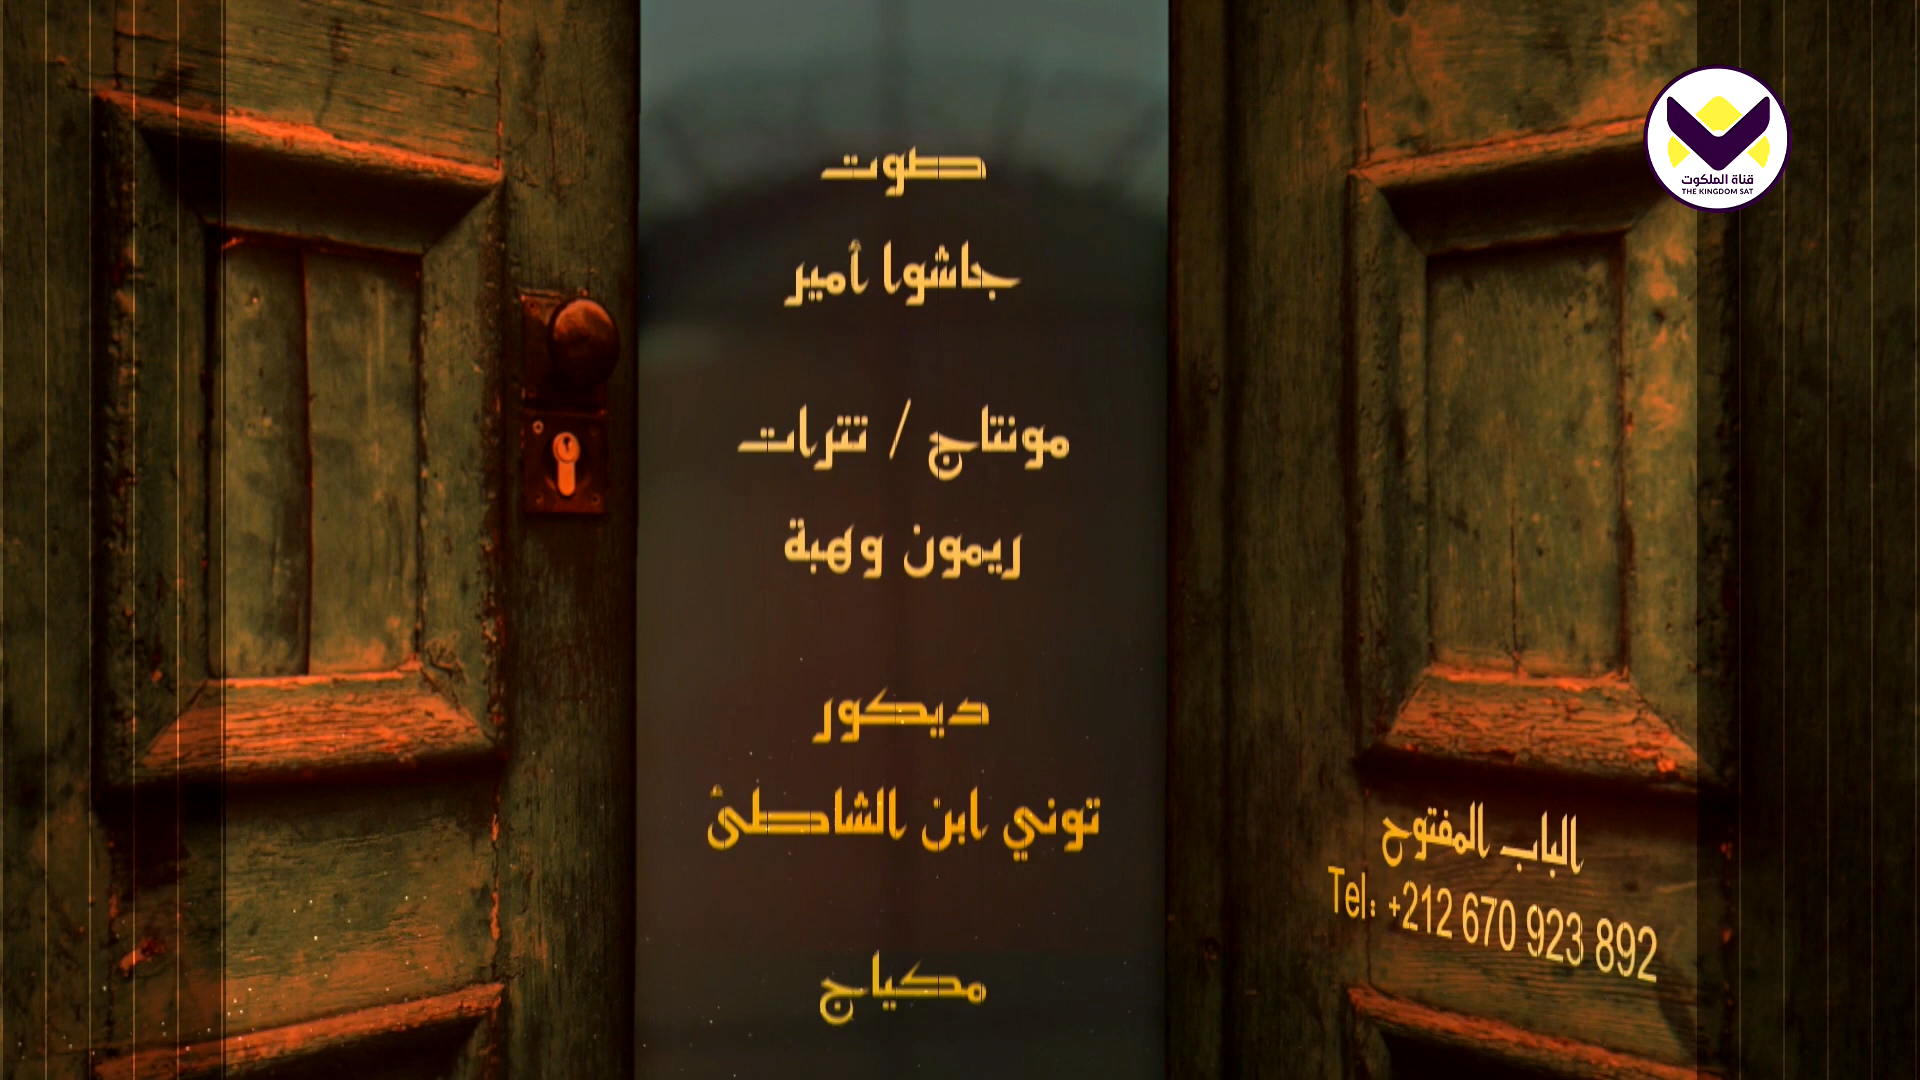 قناة الملكوت
THE KINGDOM SAT
صوت
جاشوا أمير
مونتاج / تترات
ريمون وهبة
ديكور
توني ابن الشاطئ
مكياج
الباب المفتوح
Tel: +212 670 923 892